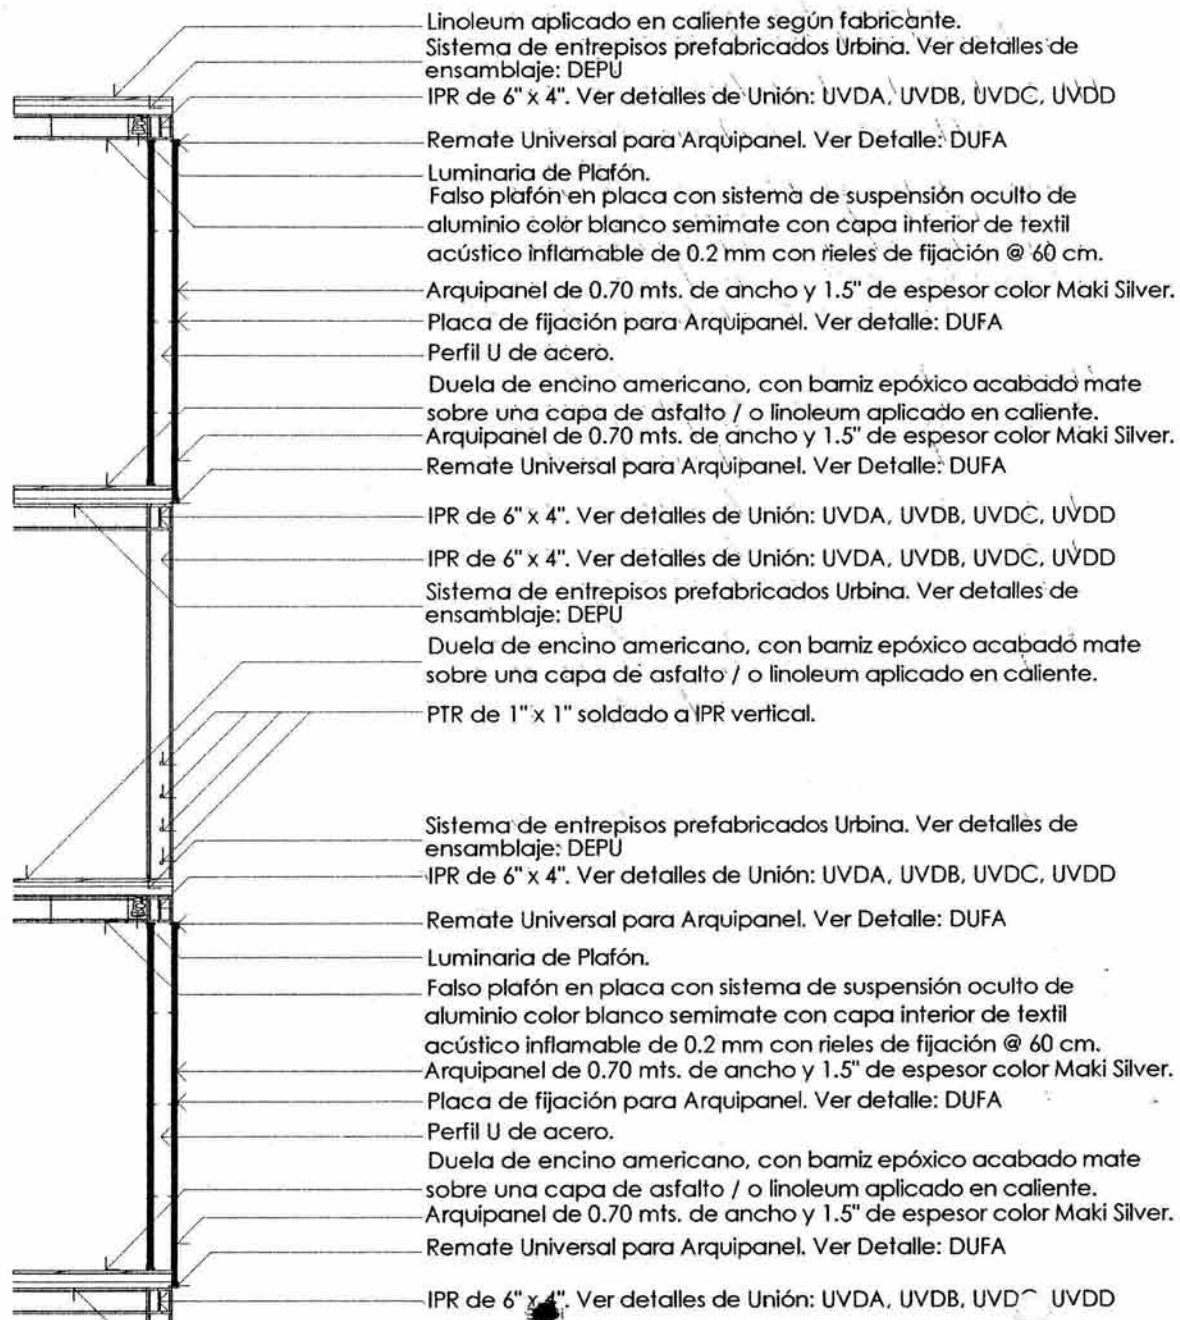 Linoleum aplicado en caliente según fabricante.
Sistema de entrepisos prefabricados Urbina. Ver detalles de
ensamblaje: DEPU
IPR de 6" x 4". Ver detalles de Unión: UVDA, UVDB, UVDC, UVDD
Remate Universal para Arquipanel. Ver Detalle: DUFA
Luminaria de Plafón.
Falso plafón en placa con sistema de suspensión oculto de
aluminio color blanco semimate con capa interior de textil
acústico inflamable de 0.2 mm con rieles de fijación @ 60 cm.
Arquipanel de 0.70 mts. de ancho y 1.5" de espesor color Maki Silver.
Placa de fijación para Arquipanel. Ver detalle: DUFA
Perfil U de acero.
Duela de encino americano, con barniz epóxico acabado mate
sobre una capa de asfalto / o linoleum aplicado en caliente.
Arquipanel de 0.70 mts. de ancho y 1.5" de espesor color Maki Silver.
Remate Universal para Arquipanel. Ver Detalle: DUFA
IPR de 6" x 4". Ver detalles de Unión: UVDA, UVDB, UVDC, UVDD
IPR de 6" x 4". Ver detalles de Unión: UVDA, UVDB, UVDC, UVDD
Sistema de entrepisos prefabricados Urbina. Ver detalles de
ensamblaje: DEPU
Duela de encino americano, con barniz epóxico acabado mate
sobre una capa de asfalto / o linoleum aplicado en caliente.
PTR de 1" x 1" soldado a IPR vertical.
Sistema de entrepisos prefabricados Urbina. Ver detalles de
ensamblaje: DEPU
IPR de 6" x 4". Ver detalles de Unión: UVDA, UVDB, UVDC, UVDD
Remate Universal para Arquipanel. Ver Detalle: DUFA
Luminaria de Plafón.
Falso plafón en placa con sistema de suspensión oculto de
aluminio color blanco semimate con capa interior de textil
acústico inflamable de 0.2 mm con rieles de fijación @ 60 cm.
Arquipanel de 0.70 mts. de ancho y 1.5" de espesor color Maki Silver.
Placa de fijación para Arquipanel. Ver detalle: DUFA
Perfil U de acero.
Duela de encino americano, con barniz epóxico acabado mate
sobre una capa de asfalto / o linoleum aplicado en caliente.
Arquipanel de 0.70 mts. de ancho y 1.5" de espesor color Maki Silver.
Remate Universal para Arquipanel. Ver Detalle: DUFA
IPR de 6" x 4". Ver detalles de Unión: UVDA, UVDB, UVDD